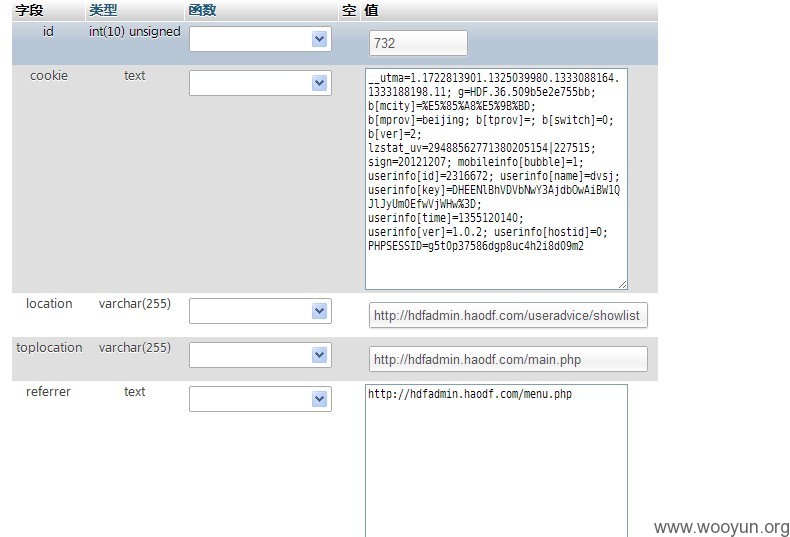 字段 类型 函数 空 值
id int(10) unsigned 732
cookie text
__utma=1.1722813901.1325039980.1333088164.
1333188198.11; g=HDF.36.509b5e2e755bb;
b[mcity]=%E5%85%A8%E5%9B%BD;
b[mprov]=beijing; b[tprov]=; b[switch]=0;
b[ver]=2;
lzstat_uv=29488562771380205154|227515;
sign=20121207; mobileinfo[bubble]=1;
userinfo[id]=2316672; userinfo[name]=dvsj;
userinfo[key]=DHEENlBhVDVbNwY3AjdbOwAiBW1Q
JlJyUm0EfwVjWHw%3D;
userinfo[time]=1355120140;
userinfo[ver]=1.0.2; userinfo[hostid]=0;
PHPSESSID=g5t0p37586dgp8uc4h2i8d09m2
location varchar(255) http://hdfadmin.haodf.com/useradvice/showlist
toplocation varchar(255) http://hdfadmin.haodf.com/main.php
referrer text http://hdfadmin.haodf.com/menu.php
www.wooyun.org